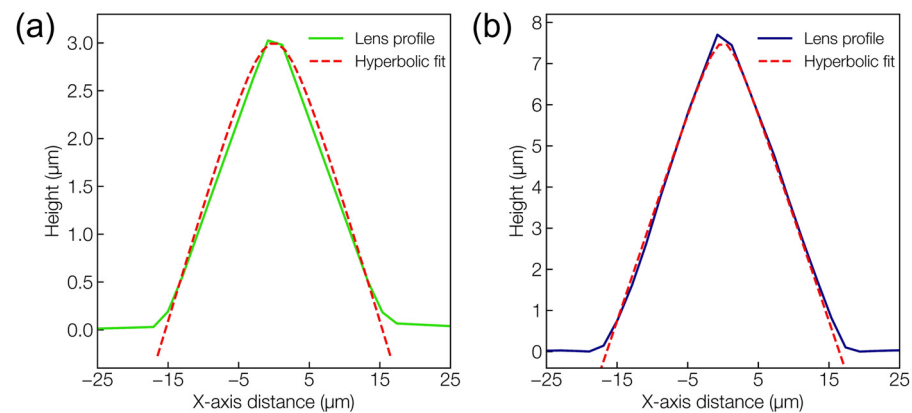 (a)
Lens profile
Hyperbolic fit
Height (µm)
3.0
2.5
2.0
1.5
1.0
0.5
0.0
−25 −15 −5 5 15 25
X-axis distance (µm)
(b)
Lens profile
Hyperbolic fit
Height (µm)
8
7
6
5
4
3
2
1
0
−25 −15 −5 5 15 25
X-axis distance (µm)